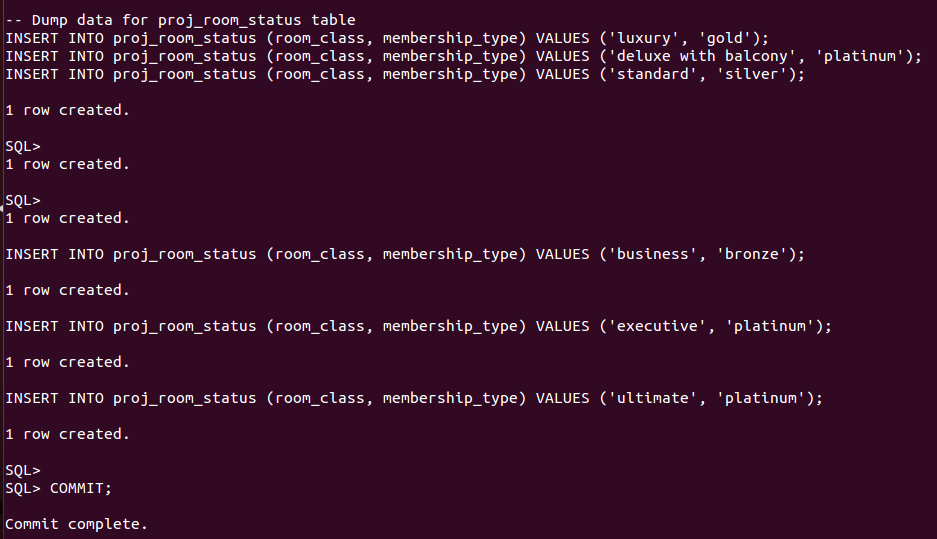 -- Dump data for proj_room_status table
INSERT INTO proj_room_status (room_class, membership_type) VALUES ('luxury', 'gold');
INSERT INTO proj_room_status (room_class, membership_type) VALUES ('deluxe with balcony', 'platinum');
INSERT INTO proj_room_status (room_class, membership_type) VALUES ('standard', 'silver');
1 row created.
SQL>
1 row created.
SQL>
1 row created.
INSERT INTO proj_room_status (room_class, membership_type) VALUES ('business', 'bronze');
1 row created.
INSERT INTO proj_room_status (room_class, membership_type) VALUES ('executive', 'platinum');
1 row created.
INSERT INTO proj_room_status (room_class, membership_type) VALUES ('ultimate', 'platinum');
1 row created.
SQL>
SQL> COMMIT;
Commit complete.